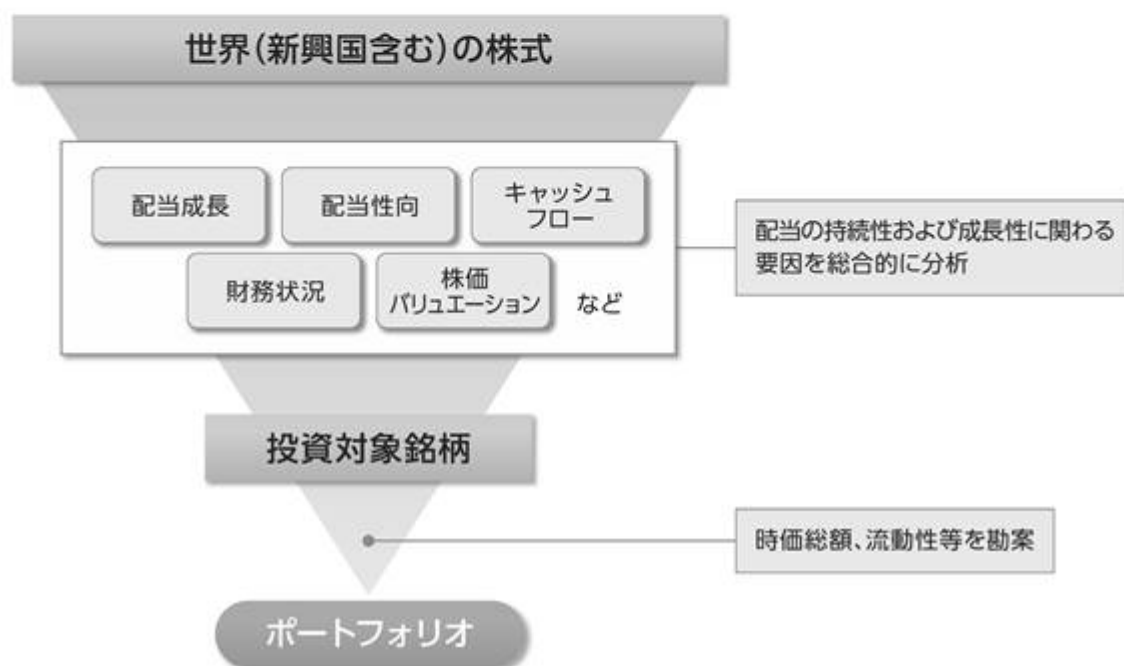 世界(新興国含む)の株式
配当成長
配当性向
キャッシュ
フロー
財務状況
株価
バリュエーション
など
配当の持続性および成長性に関わる
要因を総合的に分析
投資対象銘柄
時価総額、流動性等を勘案
ポートフォリオ